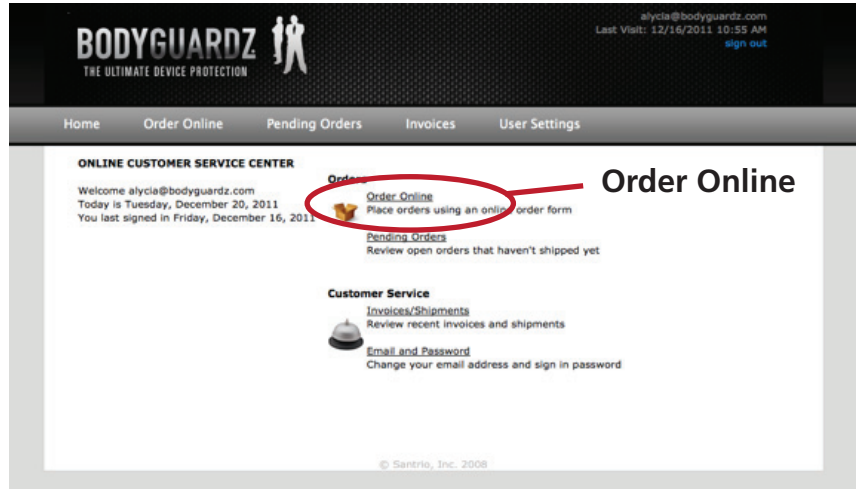 BODYGUARDZ
THE ULTIMATE DEVICE PROTECTION
alycia@bodyguardz.com
Last Visit: 12/16/2011 10:55 AM
sign out
Home Order Online Pending Orders Invoices User Settings
ONLINE CUSTOMER SERVICE CENTER
Welcome alycia@bodyguardz.com
Today is Tuesday, December 20, 2011
You last signed in Friday, December 16, 2011
Orders
Order Online
Place orders using an online order form
Pending Orders
Review open orders that haven't shipped yet
Customer Service
Invoices/Shipments
Review recent invoices and shipments
Email and Password
Change your email address and sign in password
Order Online
© Santrio, Inc. 2008